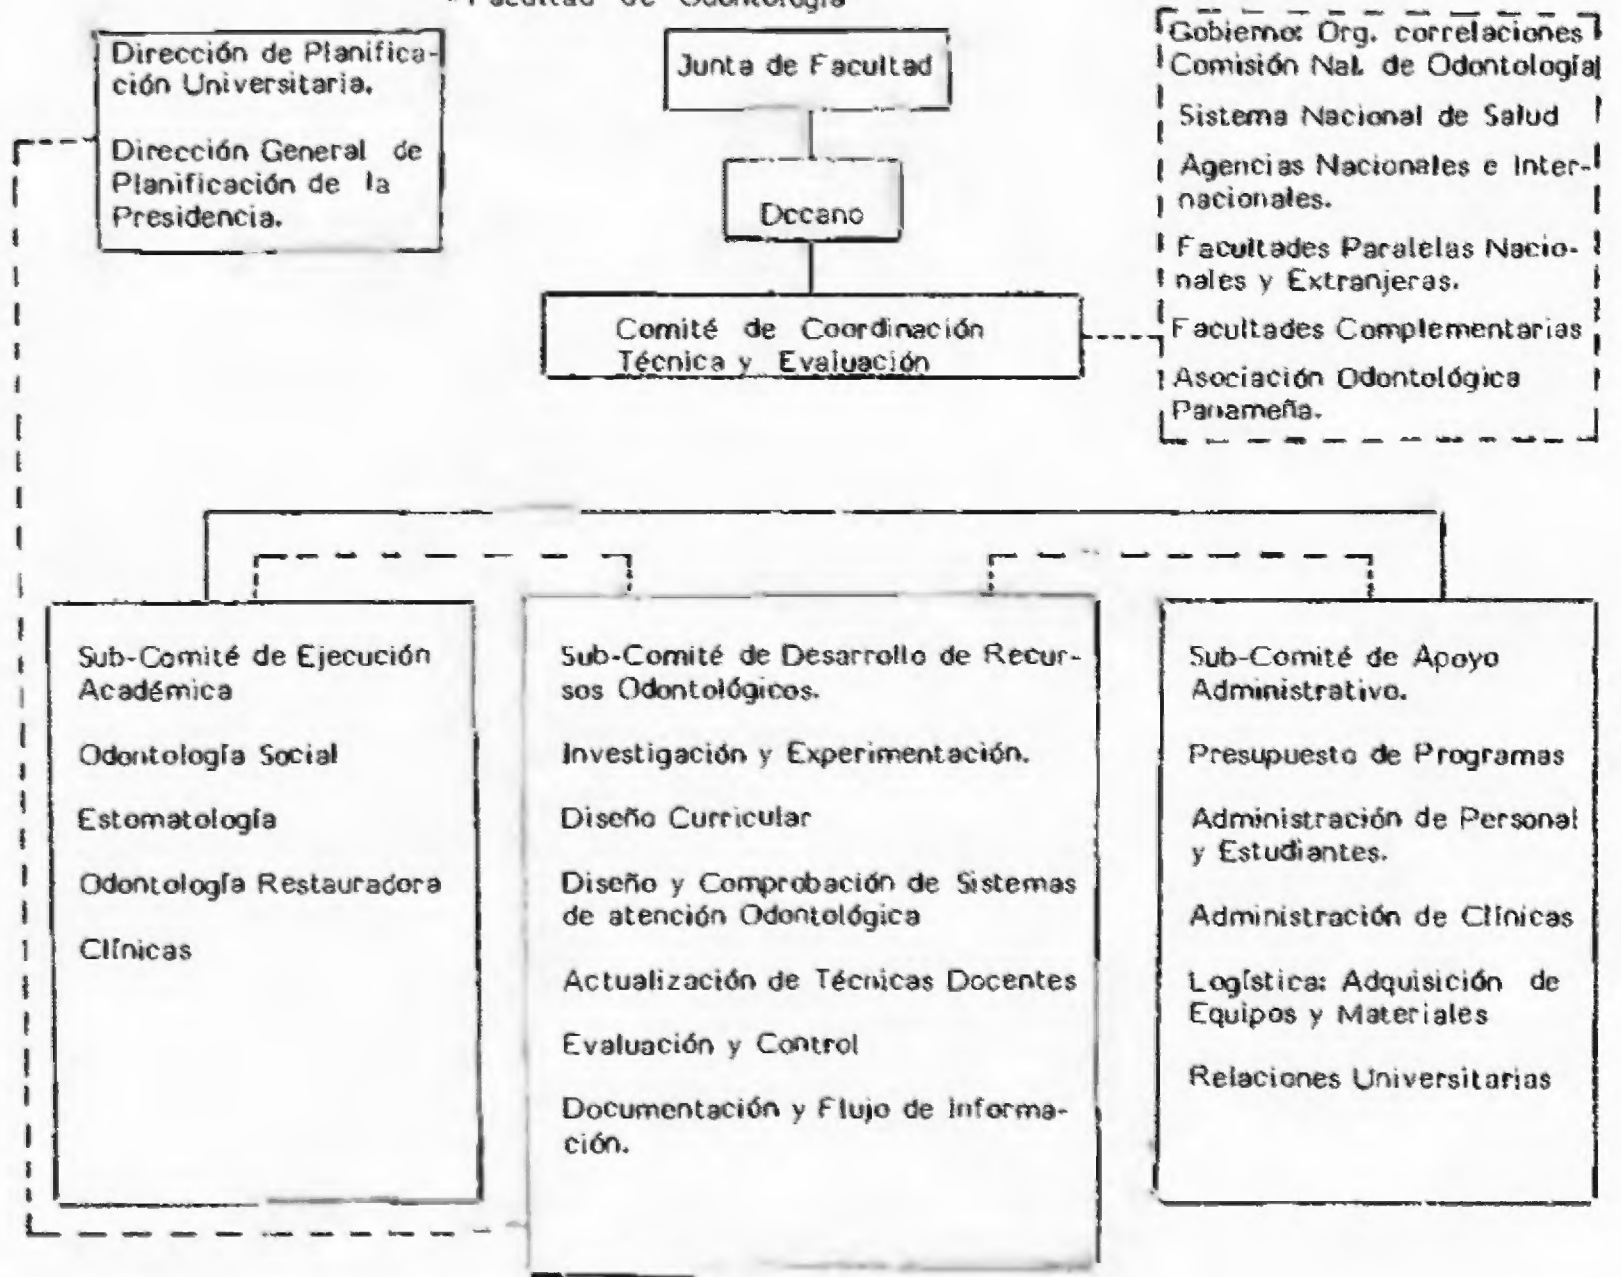 Facultad de Odontología
Dirección de Planifica-
ción Universitaria.
Dirección General de
Planificación de la
Presidencia.
Junta de Facultad
Decano
Comité de Coordinación
Técnica y Evaluación
Gobierno: Org. correlaciones
Comisión Nal. de Odontología
Sistema Nacional de Salud
Agencias Nacionales e Inter-
nacionales.
Facultades Paralelas Nacio-
nales y Extranjeras.
Facultades Complementarias
Asociación Odontológica
Panameña.
Sub-Comité de Ejecución
Académica
Odontología Social
Estomatología
Odontología Restauradora
Clínicas
Sub-Comité de Desarrollo de Recur-
sos Odontológicos.
Investigación y Experimentación.
Diseño Curricular
Diseño y Comprobación de Sistemas
de atención Odontológica
Actualización de Técnicas Docentes
Evaluación y Control
Documentación y Flujo de Informa-
ción.
Sub-Comité de Apoyo
Administrativo.
Presupuesto de Programas
Administración de Personal
y Estudiantes.
Administración de Clínicas
Logística: Adquisición de
Equipos y Materiales
Relaciones Universitarias